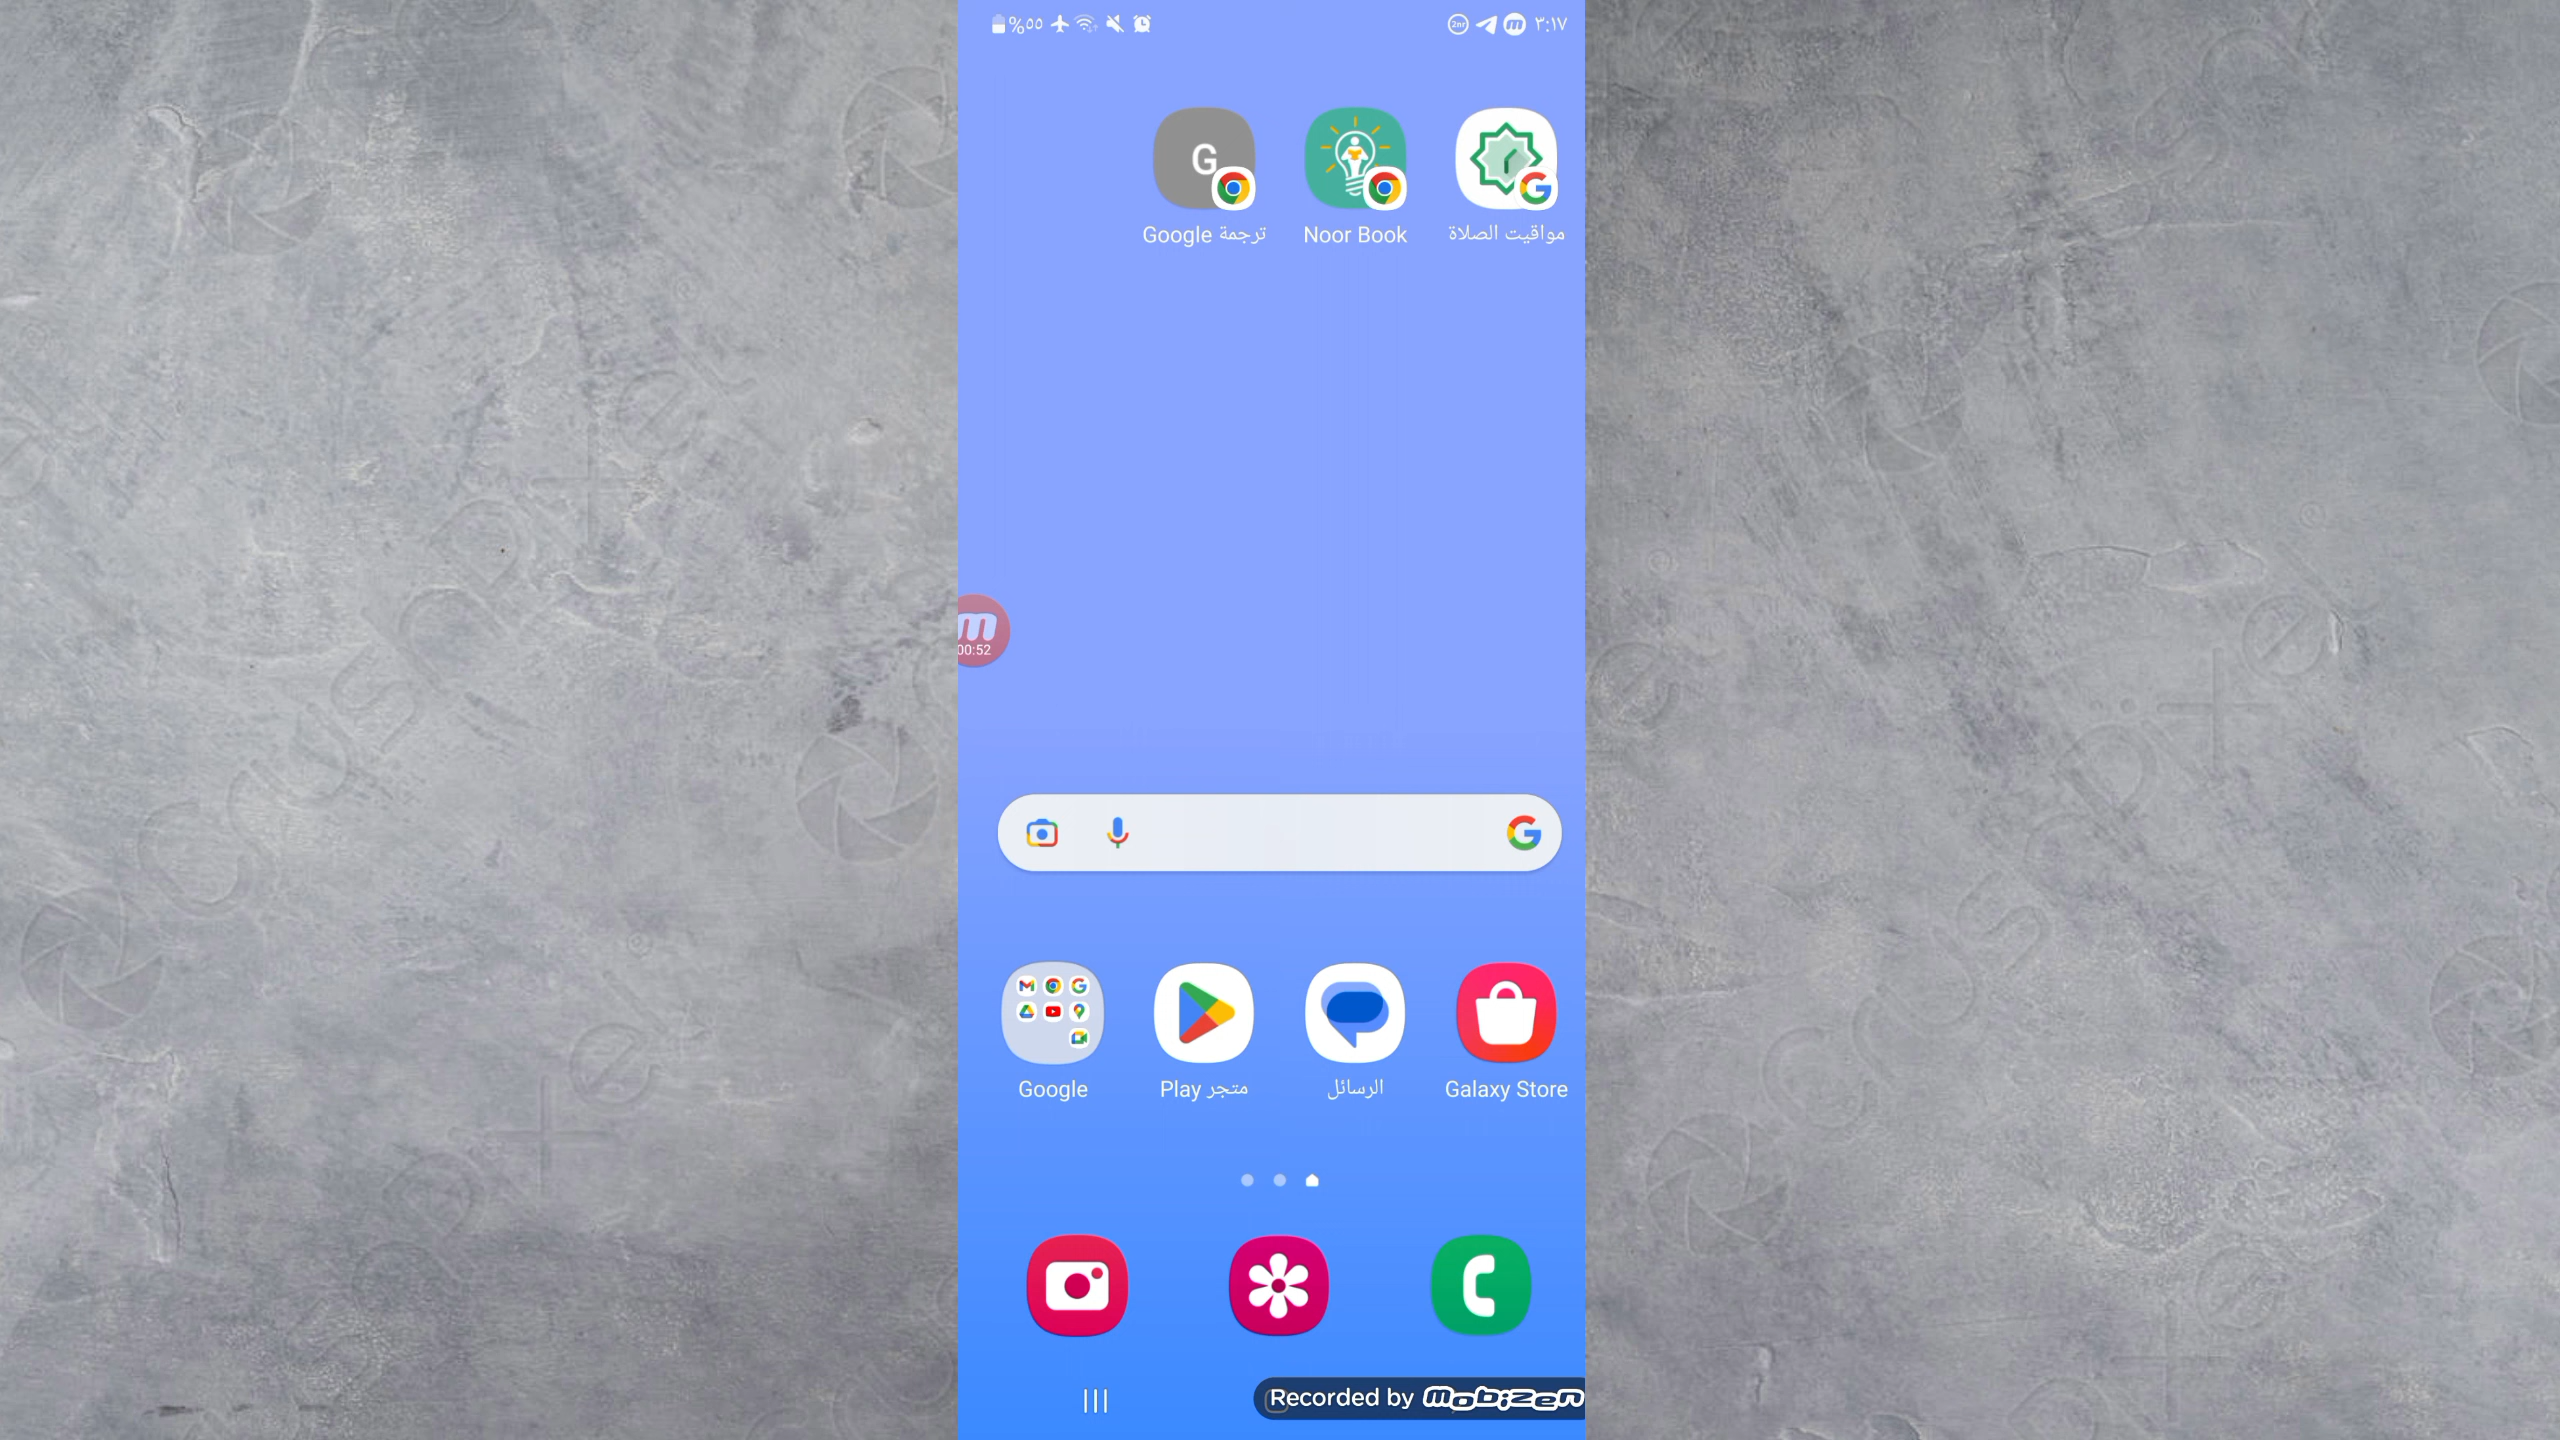 %٥٥
2nr
٣:١٧
G
ترجمة Google
Noor Book
مواقيت الصلاة
m
00:52
Google
متجر Play
الرسائل
Galaxy Store
Recorded by mobizen